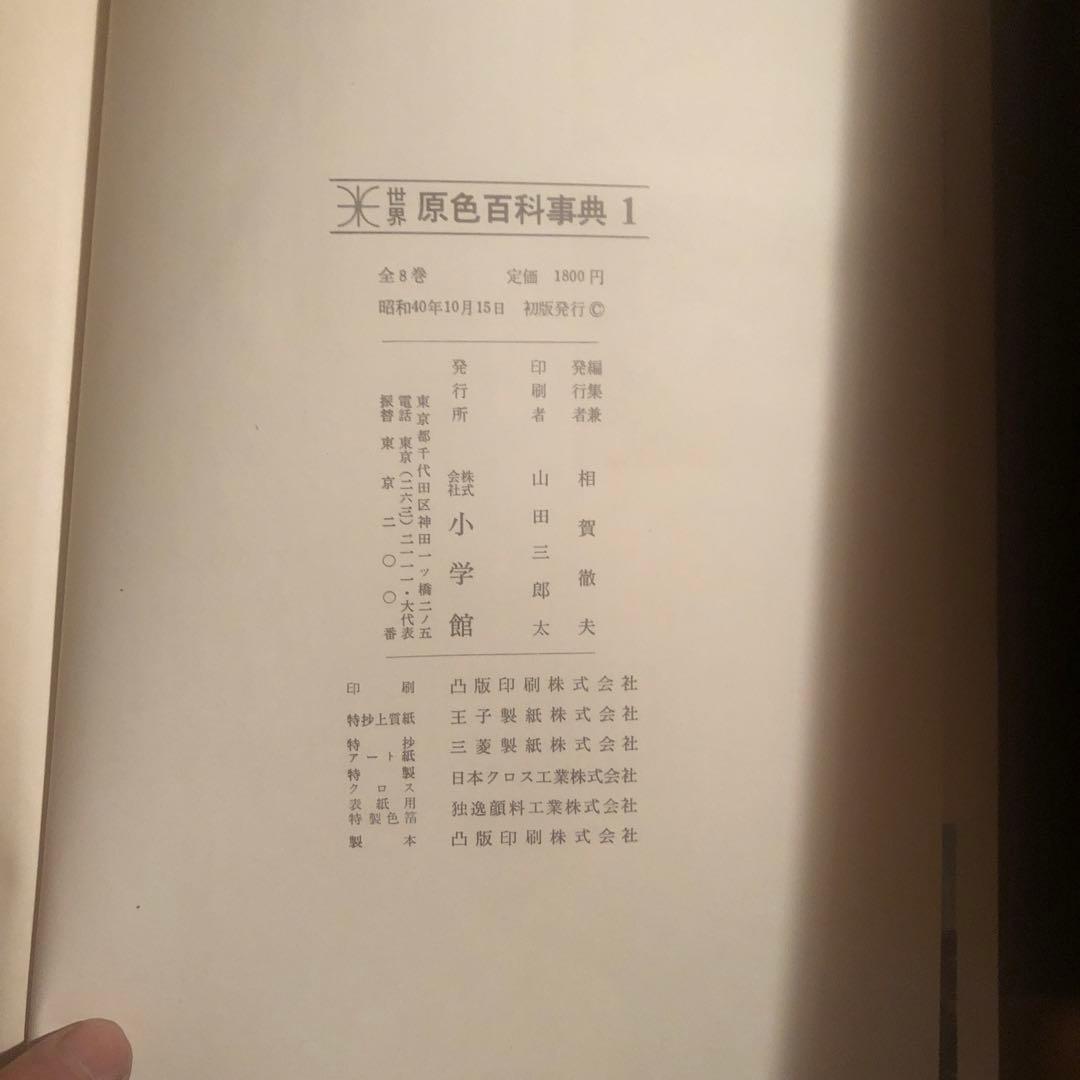 世界 原色百科事典 1
全8巻 定価 1800円
昭和40年10月15日 初版発行 ©
編集兼発行者 相賀徹夫
印刷者 山田三郎太
発行所 株式会社 小学館
東京都千代田区神田一ッ橋二ノ五
電話 東京(二六三)二一一一・大代表
振替 東京 二〇〇番
印刷 凸版印刷株式会社
特抄上質紙 王子製紙株式会社
特抄アート紙 三菱製紙株式会社
特製クロス 日本クロス工業株式会社
表紙用特製色箔 独逸顔料工業株式会社
製本 凸版印刷株式会社